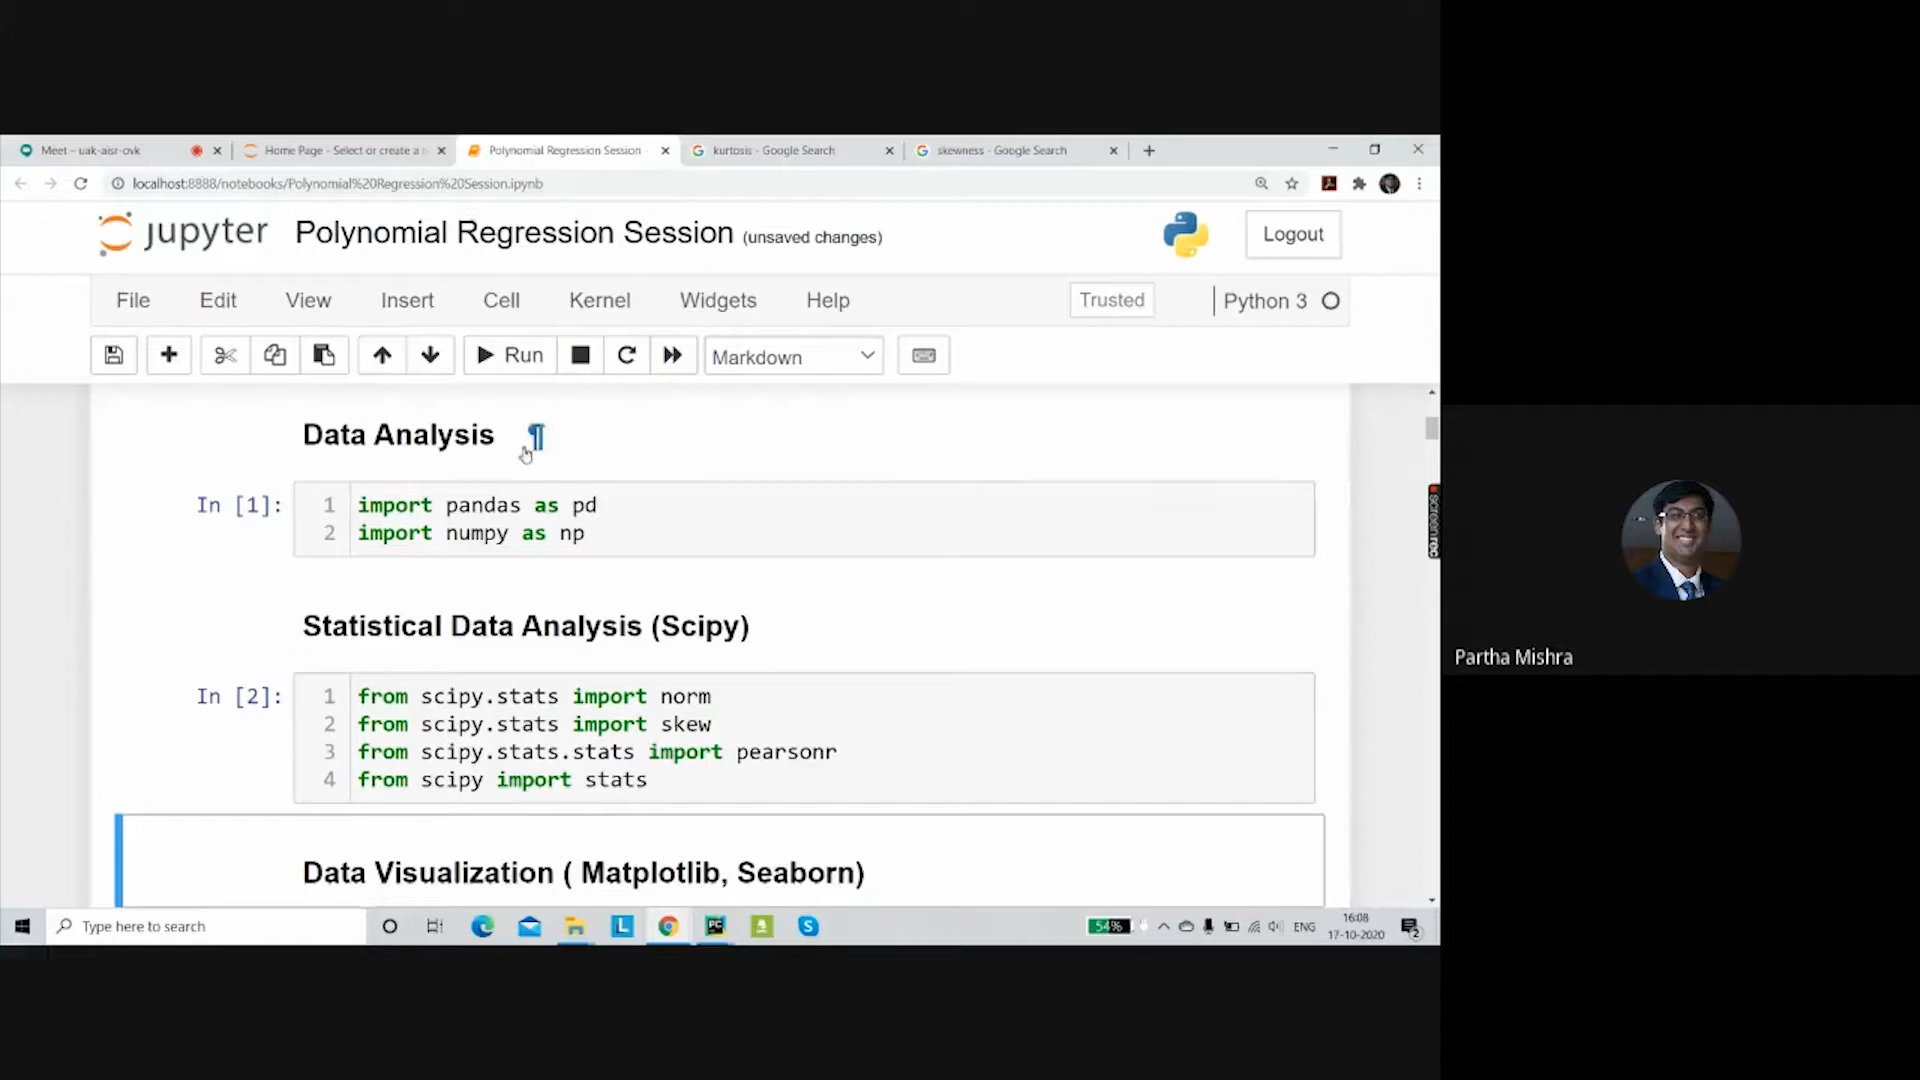 Meet – uak-aisr-ovk
Home Page - Select or create a
Polynomial Regression Session
kurtosis - Google Search
skewness - Google Search
localhost:8888/notebooks/Polynomial%20Regression%20Session.ipynb
jupyter Polynomial Regression Session (unsaved changes)
Logout
File Edit View Insert Cell Kernel Widgets Help
Trusted
Python 3
Run
Markdown
Data Analysis ¶
In [1]:
1 import pandas as pd
2 import numpy as np
Statistical Data Analysis (Scipy)
In [2]:
1 from scipy.stats import norm
2 from scipy.stats import skew
3 from scipy.stats.stats import pearsonr
4 from scipy import stats
Data Visualization ( Matplotlib, Seaborn)
screenrec
Partha Mishra
Type here to search
L
PC
S
54%
ENG
16:08
17-10-2020
2